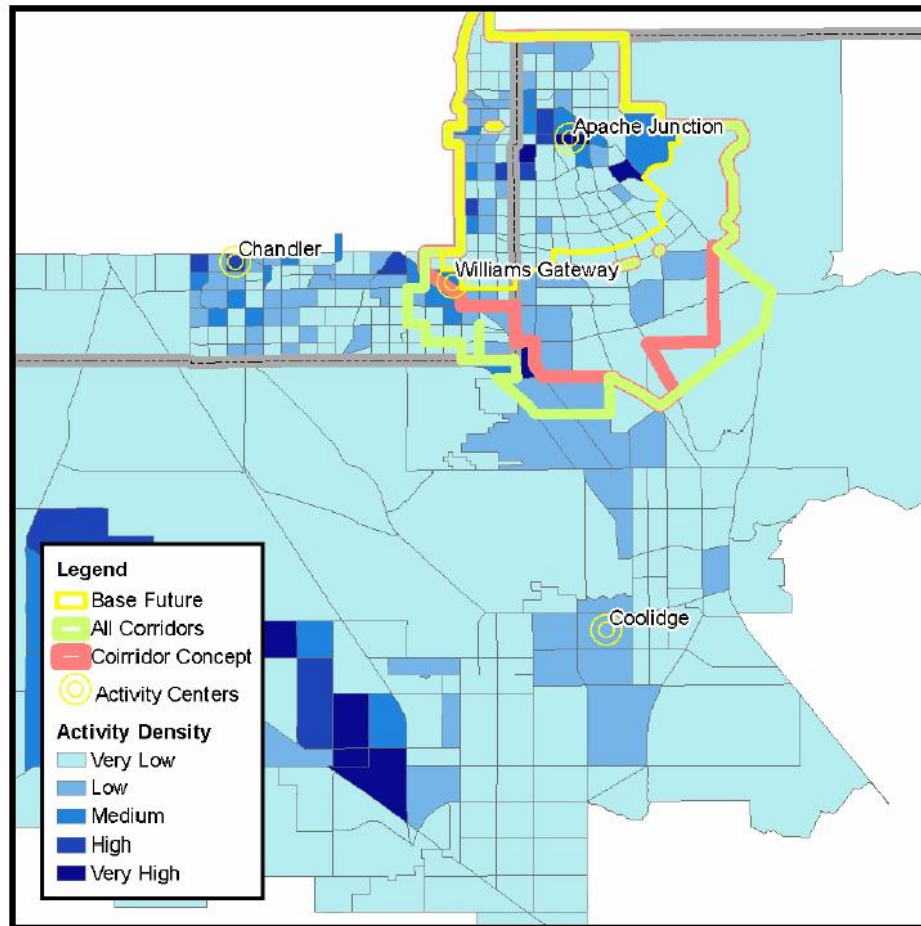 Apache Junction
Chandler
Williams Gateway
Coolidge
Legend
Base Future
All Corridors
Coirridor Concept
Activity Centers
Activity Density
Very Low
Low
Medium
High
Very High